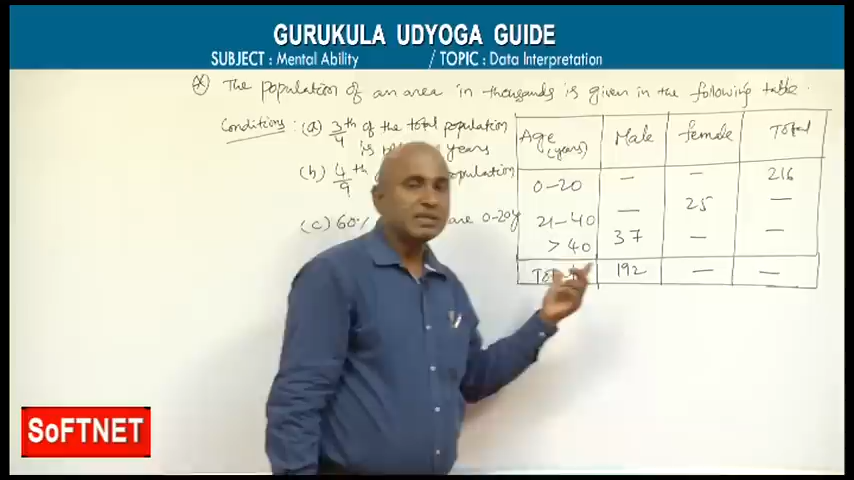 GURUKULA UDYOGA GUIDE
SUBJECT : Mental Ability / TOPIC : Data Interpretation
The population of an area in thousands is given in the following table.
Conditions : (a) 3/4 th of the total population
is years
(b) 4/9 th population
(c) 60% are 0-20y
Age (years) Male female Total
0-20 — — 216
21-40 — 25 —
> 40 37 — —
192 — —
SoFTNET